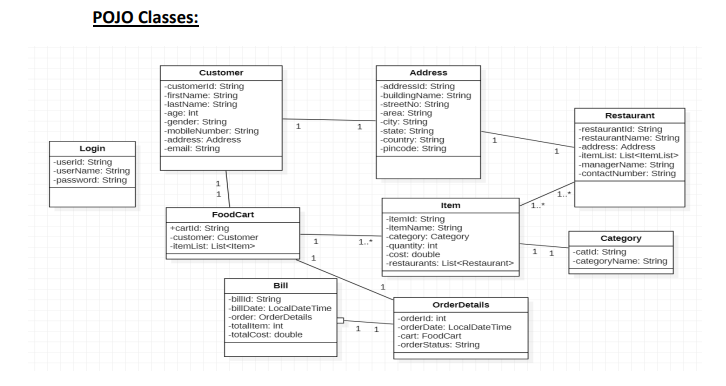 POJO Classes:
Customer
-customerId: String
-firstName: String
-lastName: String
-age: int
-gender: String
-mobileNumber: String
-address: Address
-email: String
1
1
Address
-addressId: String
-buildingName: String
-streetNo: String
-area: String
-city: String
-state: String
-country: String
-pincode: String
1
1
Restaurant
-restaurantId: String
-restaurantName: String
-address: Address
-itemList: List<ItemList>
-managerName: String
-contactNumber: String
Login
-userid: String
-userName: String
-password: String
1
1
FoodCart
+cartId: String
-customer: Customer
-itemList: List<Item>
1
1..*
Item
-itemId: String
-itemName: String
-category: Category
-quantity: int
-cost: double
-restaurants: List<Restaurant>
1..*
1..*
1
1
Category
-catId: String
-categoryName: String
1
1
Bill
-billId: String
-billDate: LocalDateTime
-order: OrderDetails
-totalItem: int
-totalCost: double
1
1
OrderDetails
-orderId: int
-orderDate: LocalDateTime
-cart: FoodCart
-orderStatus: String